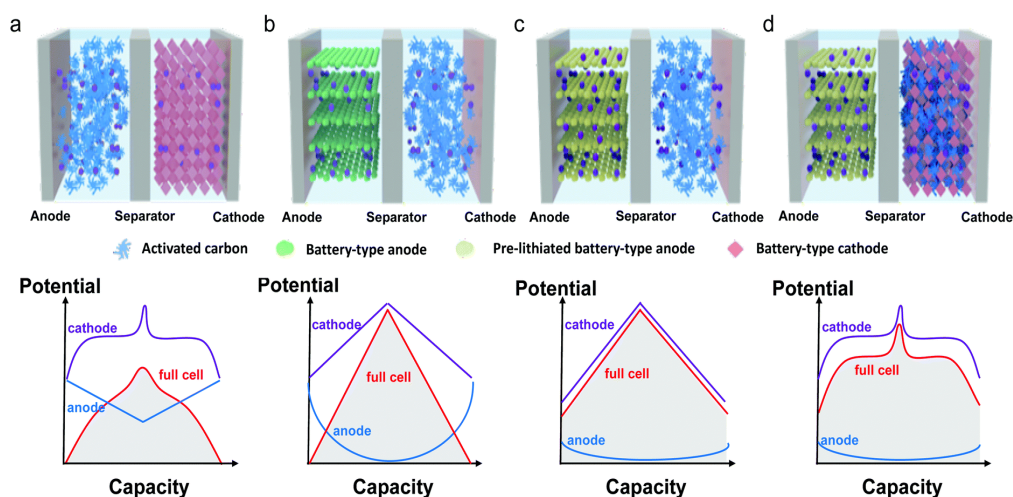 a
b
c
d
Anode Separator Cathode
Anode Separator Cathode
Anode Separator Cathode
Anode Separator Cathode
Activated carbon Battery-type anode Pre-lithiated battery-type anode Battery-type cathode
Potential
cathode
full cell
anode
Capacity
Potential
cathode
full cell
anode
Capacity
Potential
cathode
full cell
anode
Capacity
Potential
cathode
full cell
anode
Capacity